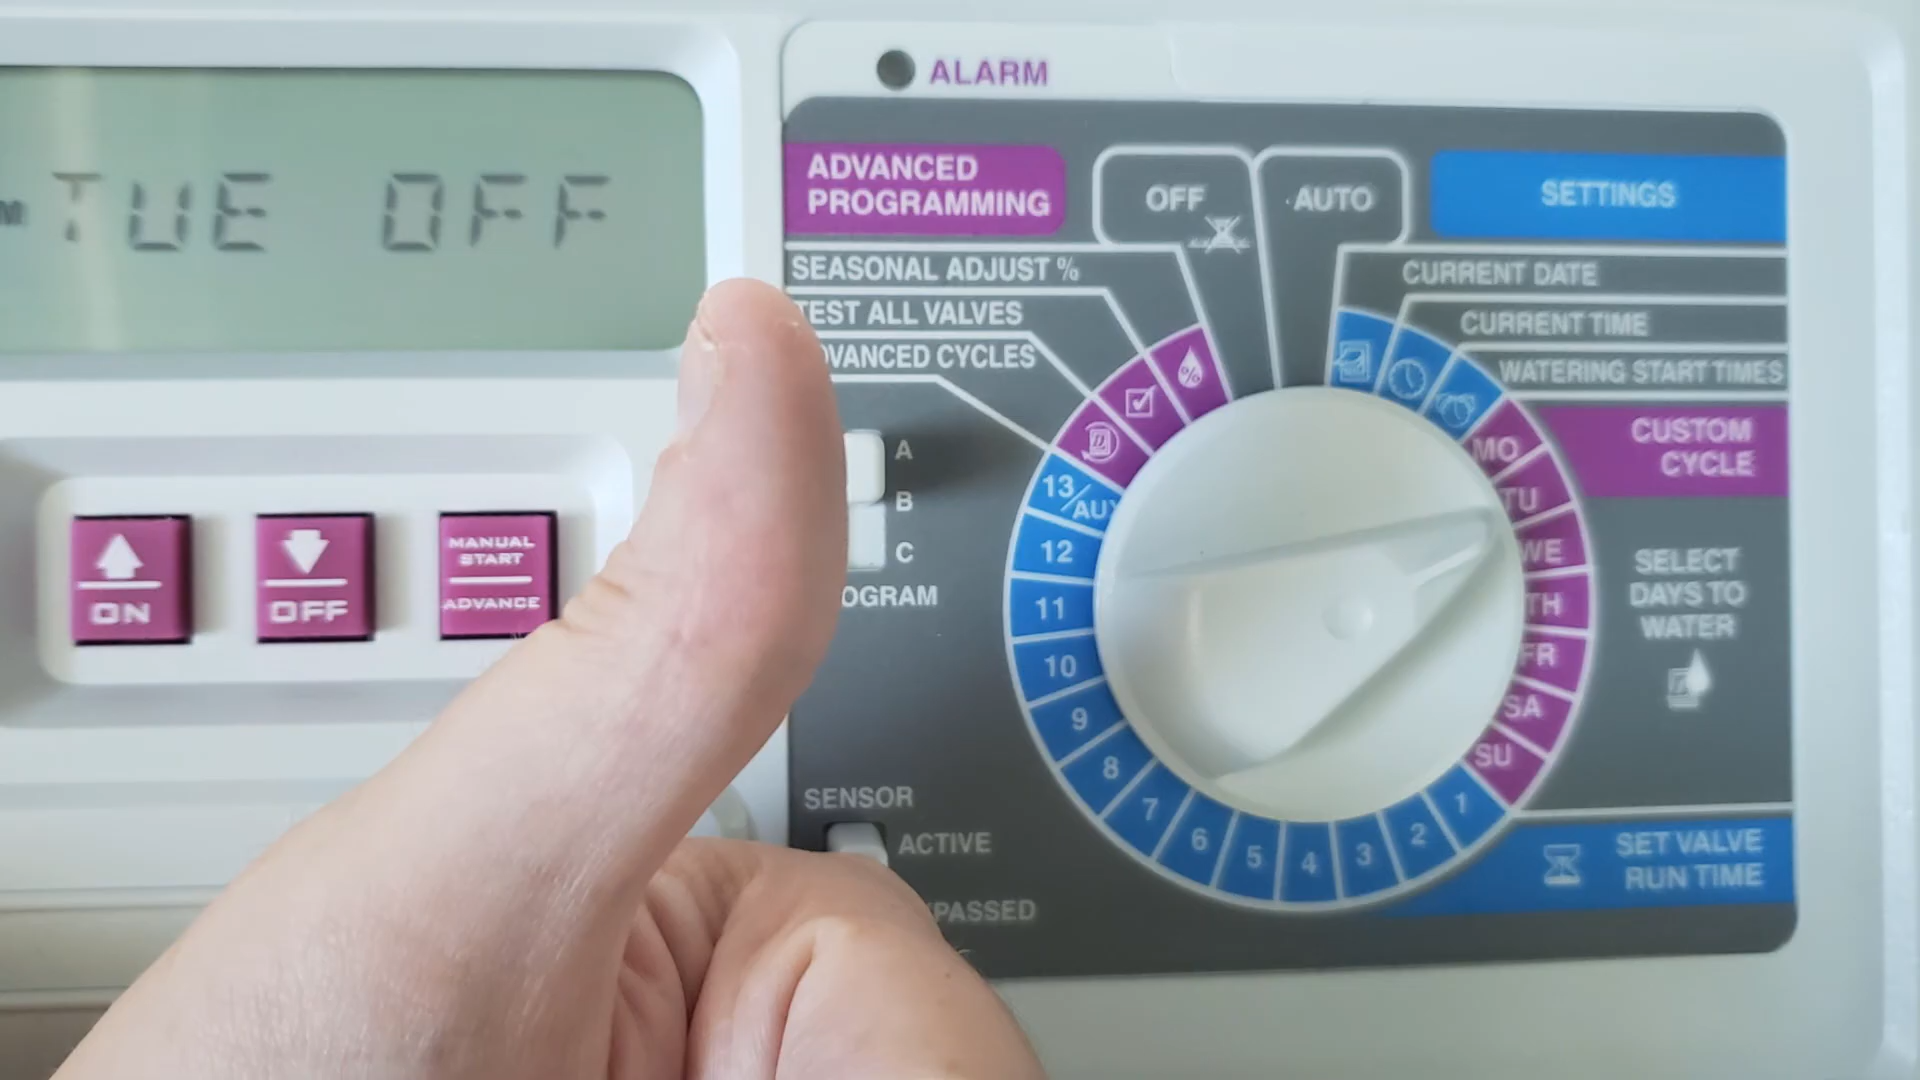 ALARM
M TUE OFF
ADVANCED
PROGRAMMING
OFF
AUTO
SETTINGS
SEASONAL ADJUST %
TEST ALL VALVES
DVANCED CYCLES
CURRENT DATE
CURRENT TIME
WATERING START TIMES
%
CUSTOM
CYCLE
MO
TU
WE
TH
FR
SA
SU
SELECT
DAYS TO
WATER
13/AUX
12
11
10
9
8
7
6
5
4
3
2
1
SET VALVE
RUN TIME
A
B
C
OGRAM
SENSOR
ACTIVE
YPASSED
ON
OFF
MANUAL
START
ADVANCE